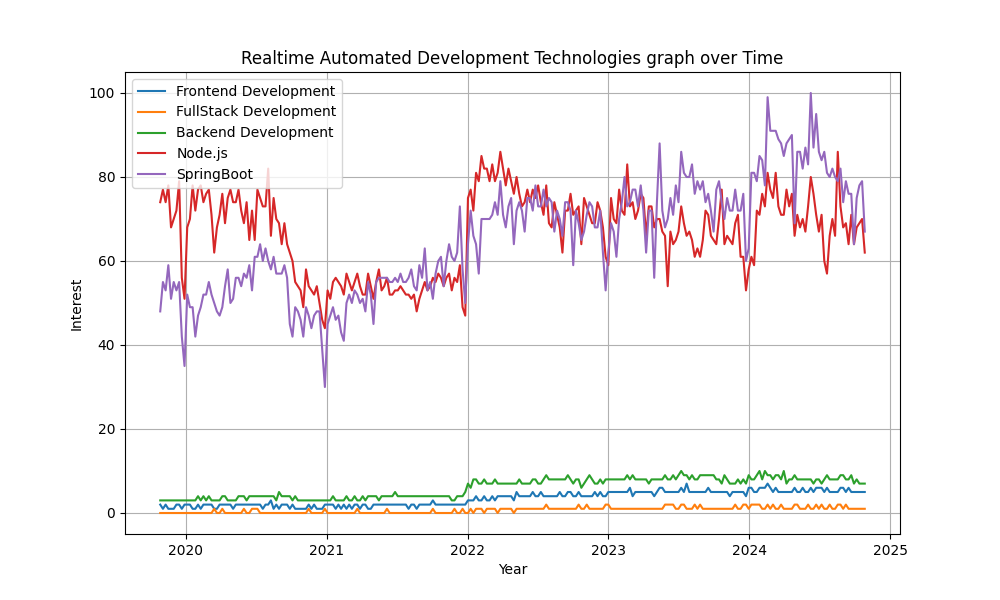 Realtime Automated Development Technologies graph over Time
Frontend Development
FullStack Development
Backend Development
Node.js
SpringBoot
100
80
60
40
20
0
Interest
2020 2021 2022 2023 2024 2025
Year